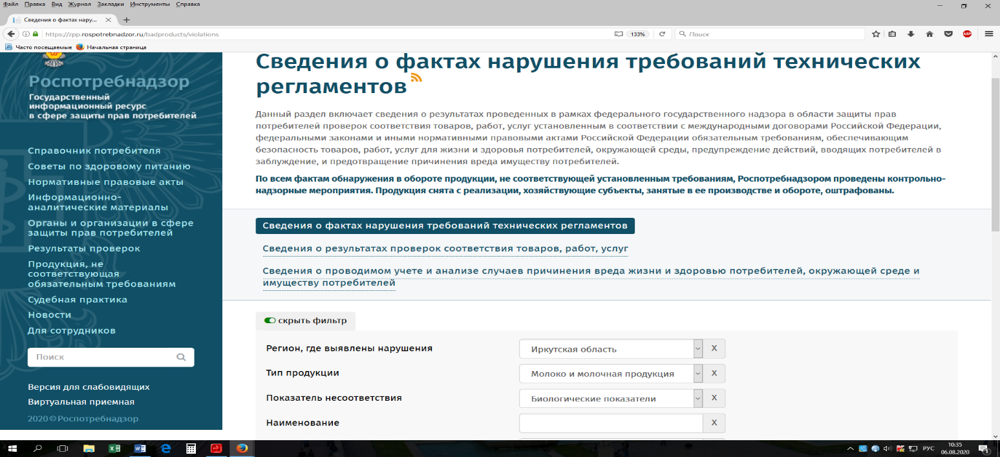 Файл Правка Вид Журнал Закладки Инструменты Справка
Сведения о фактах нару...
https://zpp.rospotrebnadzor.ru/badproducts/violations
133%
Поиск
ABP
Часто посещаемые Начальная страница
Роспотребнадзор
Государственный
информационный ресурс
в сфере защиты прав потребителей
Справочник потребителя
Советы по здоровому питанию
Нормативные правовые акты
Информационно-
аналитические материалы
Органы и организации в сфере
защиты прав потребителей
Результаты проверок
Продукция, не
соответствующая
обязательным требованиям
Судебная практика
Новости
Для сотрудников
Поиск
Версия для слабовидящих
Виртуальная приемная
2020 © Роспотребнадзор
Сведения о фактах нарушения требований технических
регламентов
Данный раздел включает сведения о результатах проведенных в рамках федерального государственного надзора в области защиты прав
потребителей проверок соответствия товаров, работ, услуг установленным в соответствии с международными договорами Российской Федерации,
федеральными законами и иными нормативными правовыми актами Российской Федерации обязательным требованиям, обеспечивающим
безопасность товаров, работ, услуг для жизни и здоровья потребителей, окружающей среды, предупреждение действий, вводящих потребителей в
заблуждение, и предотвращение причинения вреда имуществу потребителей.
По всем фактам обнаружения в обороте продукции, не соответствующей установленным требованиям, Роспотребнадзором проведены контрольно-
надзорные мероприятия. Продукция снята с реализации, хозяйствующие субъекты, занятые в ее производстве и обороте, оштрафованы.
Сведения о фактах нарушения требований технических регламентов
Сведения о результатах проверок соответствия товаров, работ, услуг
Сведения о проводимом учете и анализе случаев причинения вреда жизни и здоровью потребителей, окружающей среде и
имуществу потребителей
скрыть фильтр
Регион, где выявлены нарушения Иркутская область X
Тип продукции Молоко и молочная продукция X
Показатель несоответствия Биологические показатели X
Наименование X
РУС
10:35
06.08.2020
1